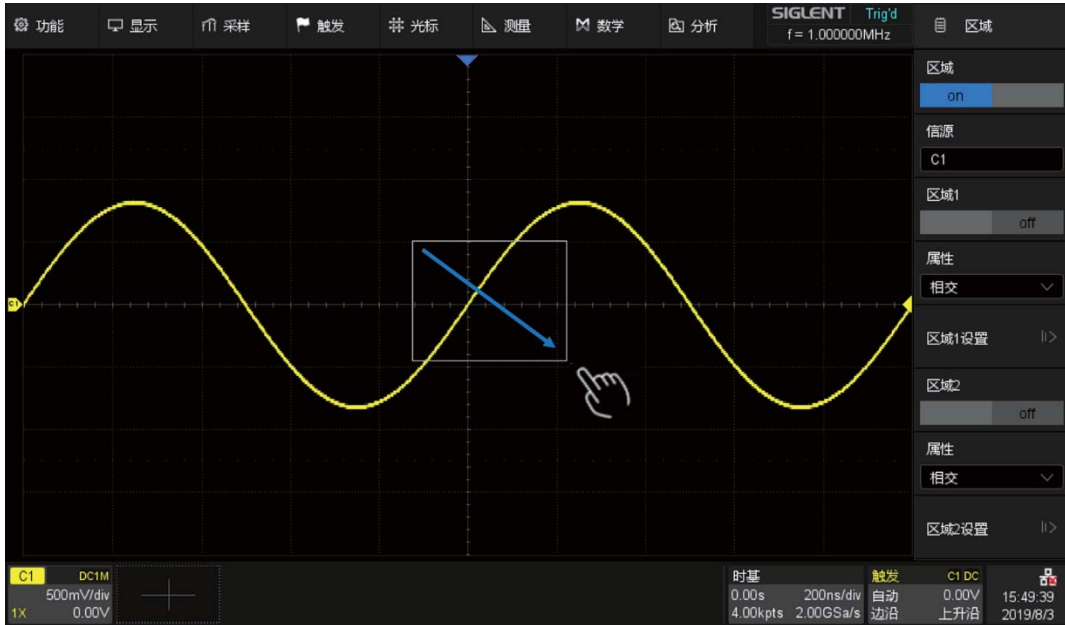 功能 显示 采样 触发 光标 测量 数学 分析
SIGLENT Trig'd
f = 1.000000MHz
区域
区域
on
信源
C1
区域1
off
属性
相交
区域1设置
区域2
off
属性
相交
区域2设置
C1
C1 DC1M
500mV/div
1X 0.00V
时基
0.00s 200ns/div
4.00kpts 2.00GSa/s
触发 C1 DC
自动 0.00V
边沿 上升沿
15:49:39
2019/8/3